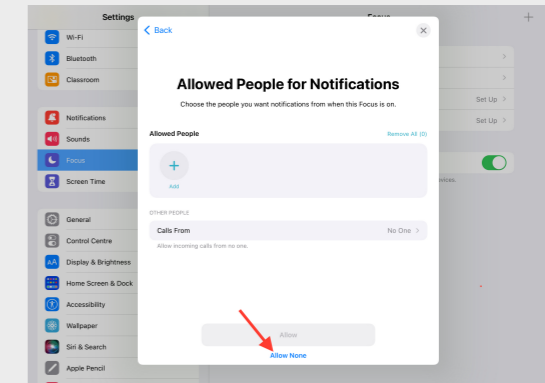 Settings
Wi-Fi
Bluetooth
Classroom
Notifications
Sounds
Focus
Screen Time
General
Control Centre
AA Display & Brightness
Home Screen & Dock
Accessibility
Wallpaper
Siri & Search
Apple Pencil
Focus
Back
Allowed People for Notifications
Choose the people you want notifications from when this Focus is on.
Allowed People
Remove All (0)
Add
OTHER PEOPLE
Calls From
No One
Allow incoming calls from no one.
Allow
Allow None
Set Up
Set Up